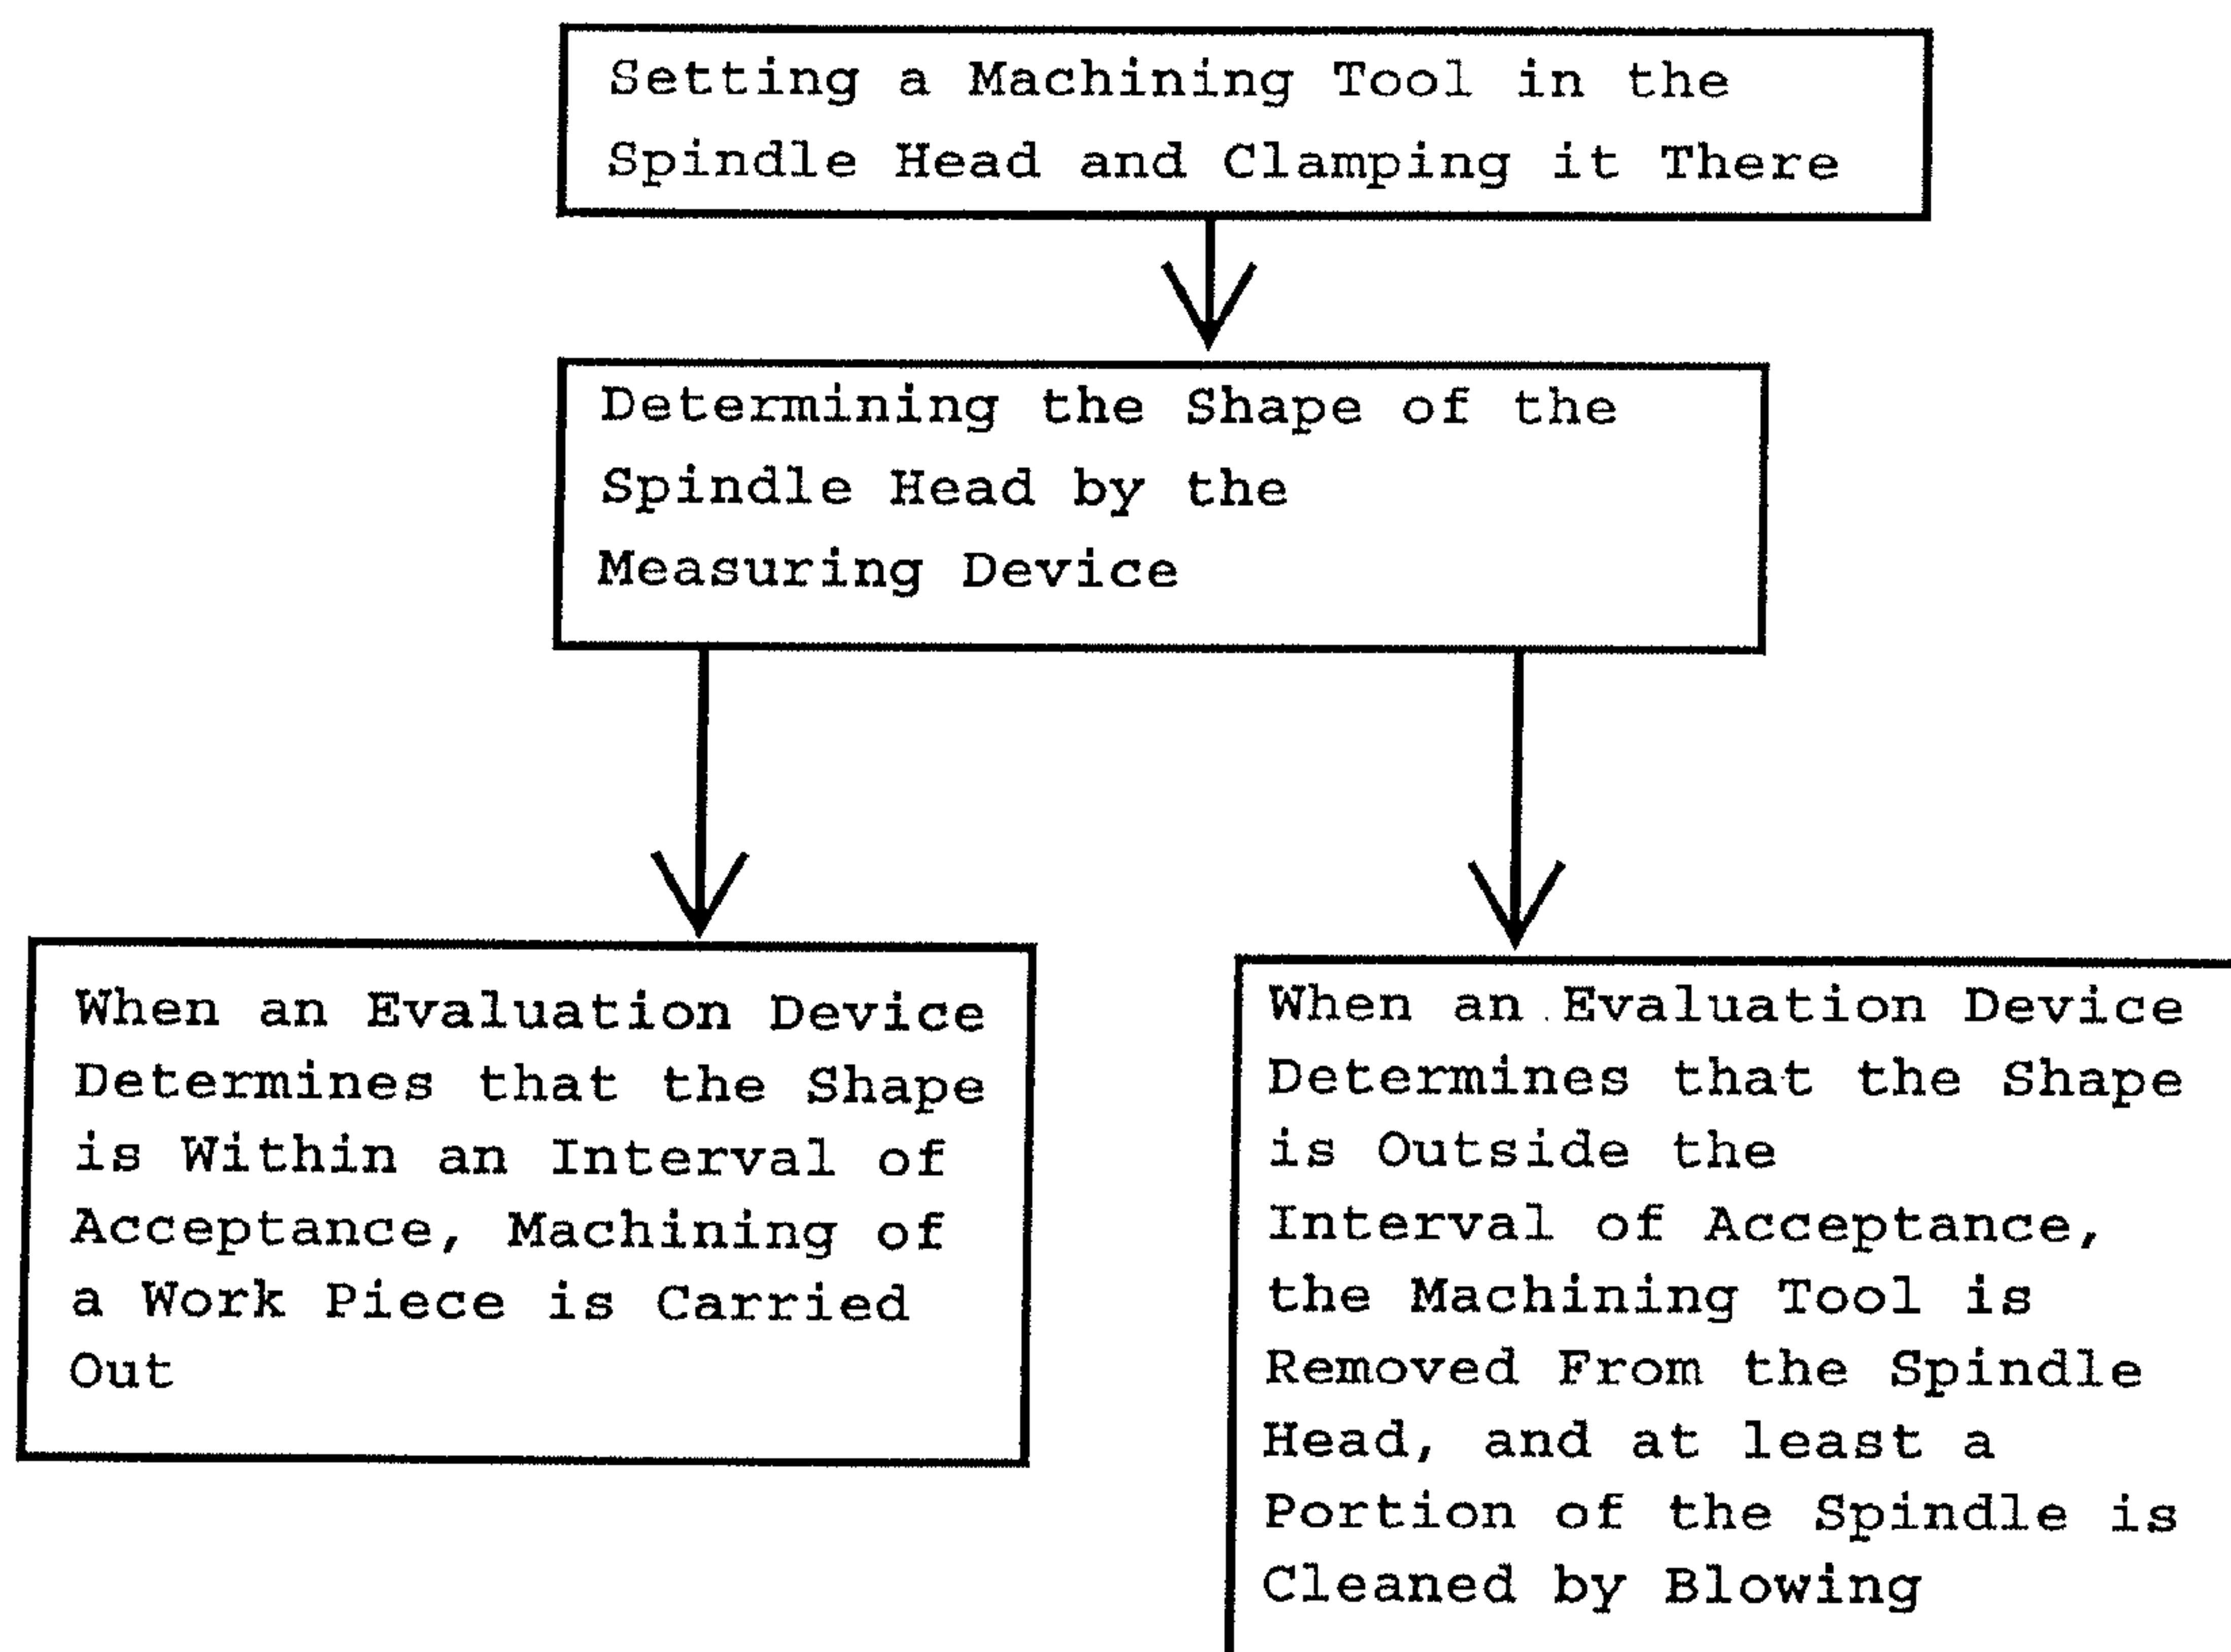 Setting a Machining Tool in the
Spindle Head and Clamping it There
Determining the Shape of the
Spindle Head by the
Measuring Device
When an Evaluation Device
Determines that the Shape
is Within an Interval of
Acceptance, Machining of
a Work Piece is Carried
Out
When an Evaluation Device
Determines that the Shape
is Outside the
Interval of Acceptance,
the Machining Tool is
Removed From the Spindle
Head, and at least a
Portion of the Spindle is
Cleaned by Blowing